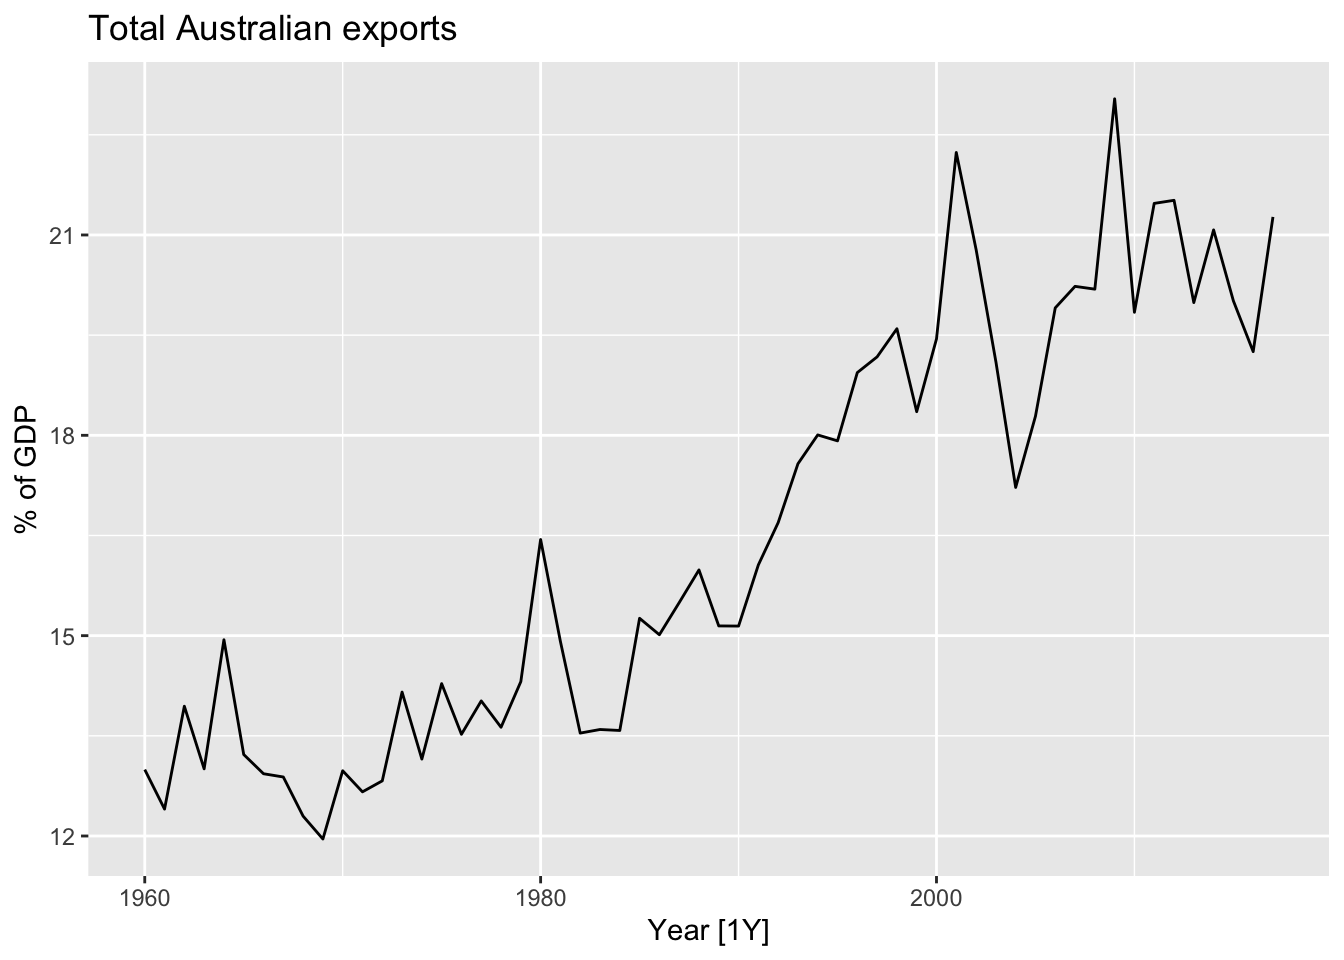 Total Australian exports
% of GDP
21
18
15
12
1960
1980
2000
Year [1Y]